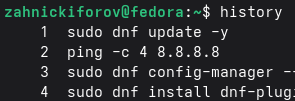 zahnickiforov@fedora:~$ history
1 sudo dnf update -y
2 ping -c 4 8.8.8.8
3 sudo dnf config-manager --
4 sudo dnf install dnf-plug